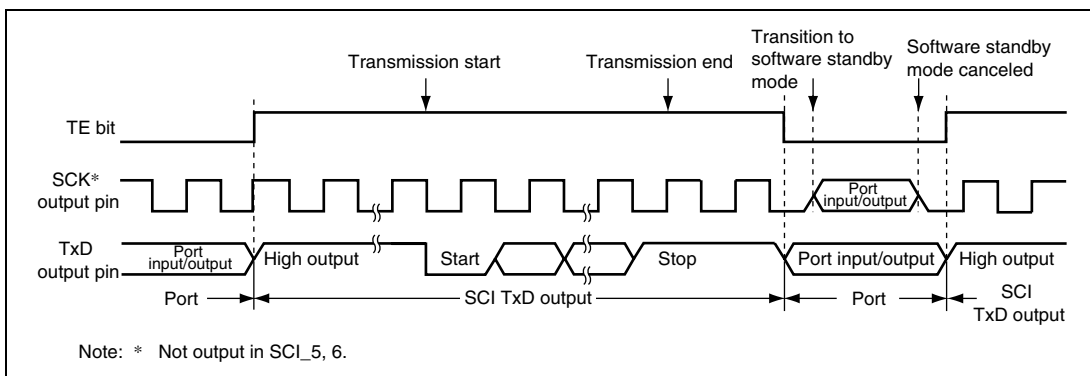 Transmission start
Transmission end
Transition to
software standby
mode
Software standby
mode canceled
TE bit
SCK*
output pin
Port
input/output
TxD
output pin
Port
input/output
High output
Start
Stop
Port input/output
High output
Port
SCI TxD output
Port
SCI
TxD output
Note: * Not output in SCI_5, 6.